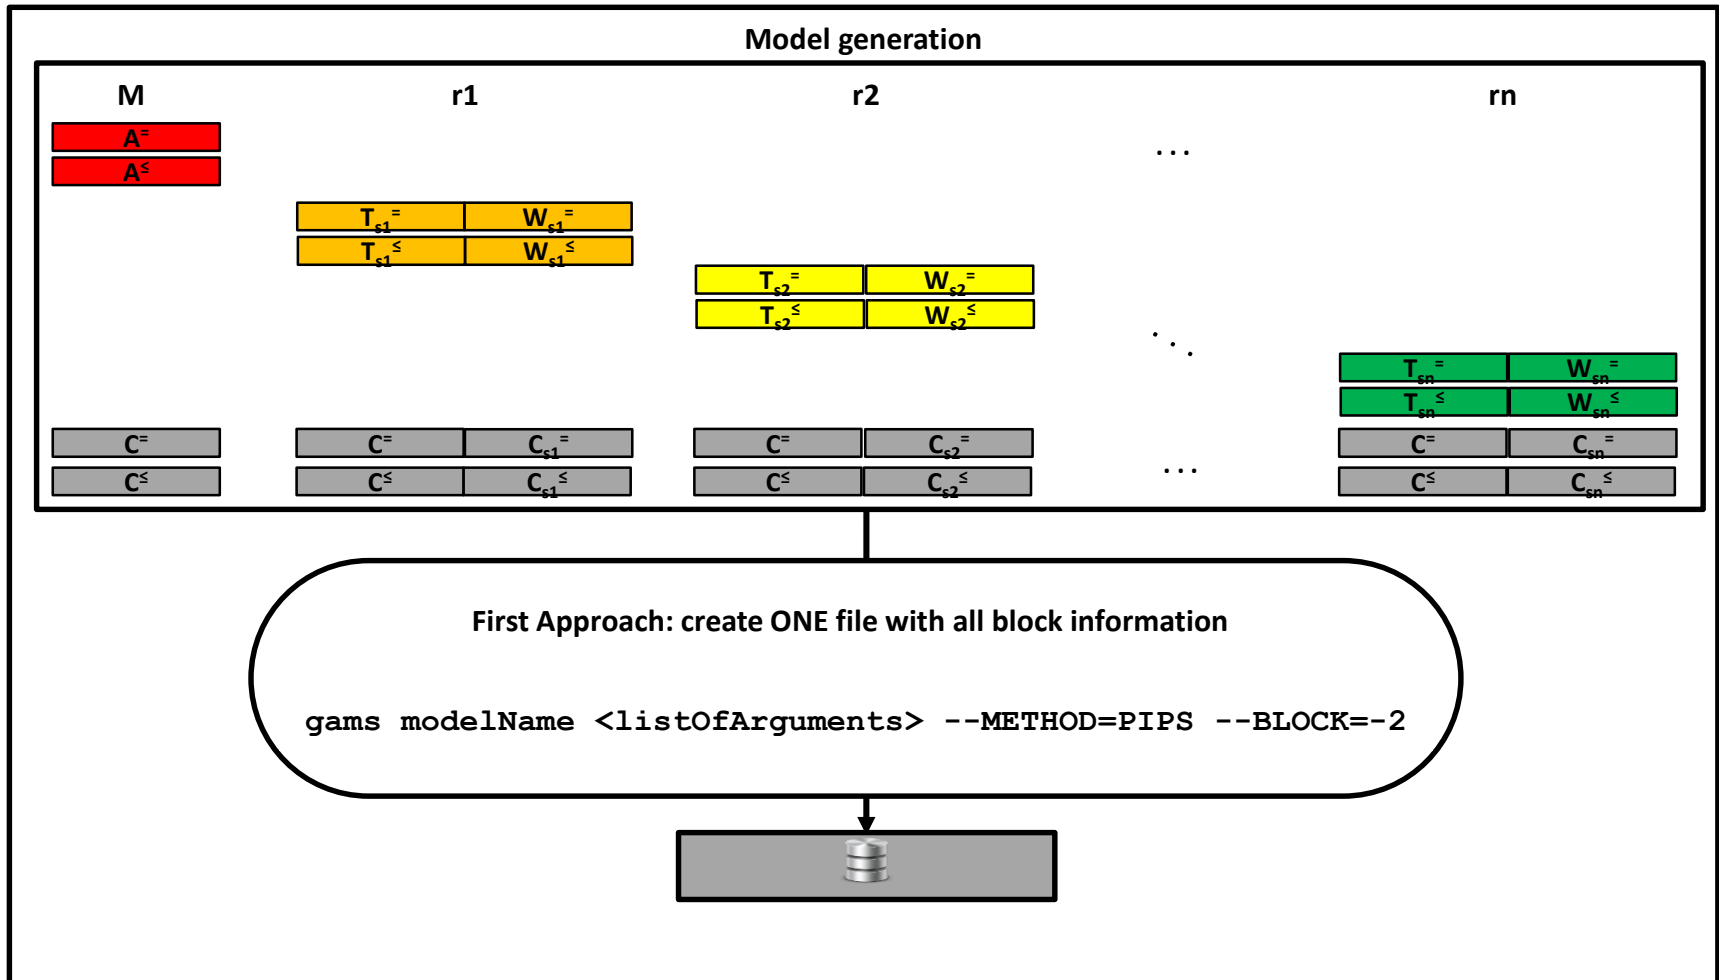 Model generation
M r1 r2 rn
A=
A≤
...
Ts1= Ws1=
Ts1≤ Ws1≤
Ts2= Ws2=
Ts2≤ Ws2≤
...
Tsn= Wsn=
Tsn≤ Wsn≤
C= C= Cs1= C= Cs2= C= Csn=
C≤ C≤ Cs1≤ C≤ Cs2≤ ... C≤ Csn≤
First Approach: create ONE file with all block information
gams modelName <listOfArguments> --METHOD=PIPS --BLOCK=-2